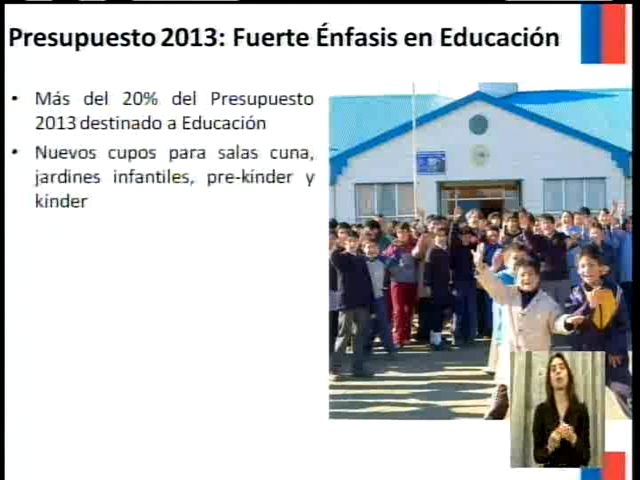 Presupuesto 2013: Fuerte Énfasis en Educación
• Más del 20% del Presupuesto
2013 destinado a Educación
• Nuevos cupos para salas cuna,
jardines infantiles, pre-kínder y
kínder